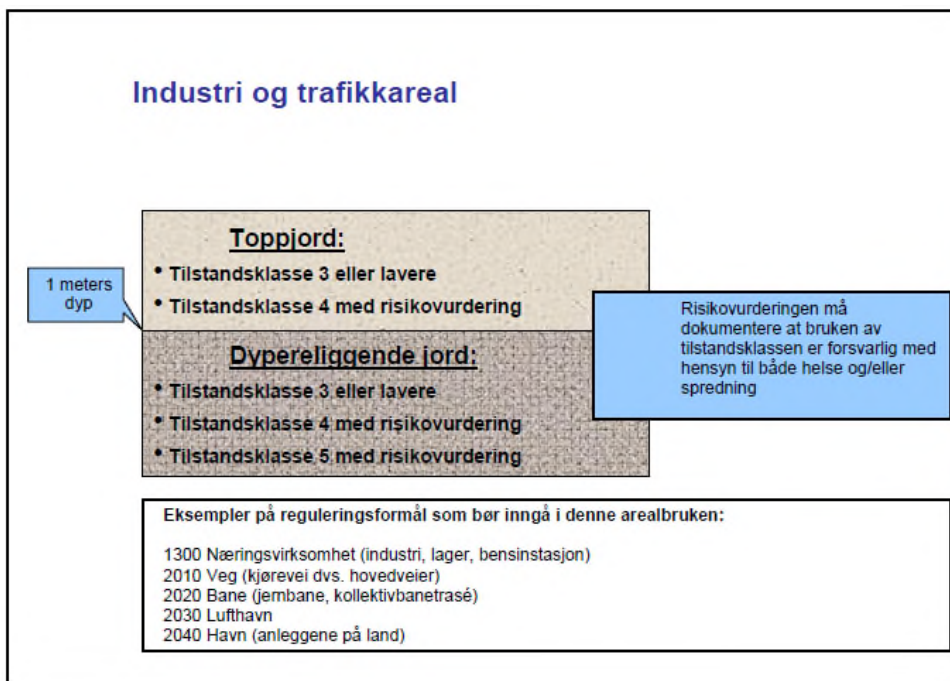 Industri og trafikkareal
Toppjord:
• Tilstandsklasse 3 eller lavere
• Tilstandsklasse 4 med risikovurdering
1 meters
dyp
Dypereliggende jord:
• Tilstandsklasse 3 eller lavere
• Tilstandsklasse 4 med risikovurdering
• Tilstandsklasse 5 med risikovurdering
Risikovurderingen må
dokumentere at bruken av
tilstandsklassen er forsvarlig med
hensyn til både helse og/eller
spredning
Eksempler på reguleringsformål som bør inngå i denne arealbruken:
1300 Næringsvirksomhet (industri, lager, bensinstasjon)
2010 Veg (kjørevei dvs. hovedveier)
2020 Bane (jernbane, kollektivbanetrasé)
2030 Lufthavn
2040 Havn (anleggene på land)